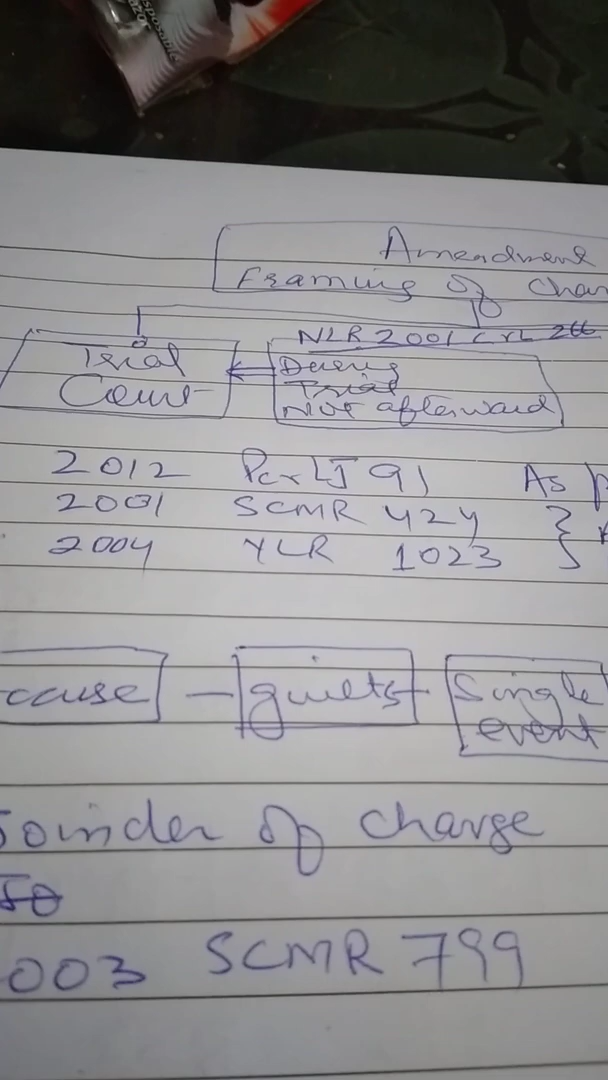 Amendment
Framing of char
NLR 2001 CrL 266
Trial
Court
During
Trial
Not afterward
2012 PCrLJ 91 As p
2001 SCMR 424
2004 YLR 1023
cause — guilts Single
event
Joinder of charge
003 SCMR 799